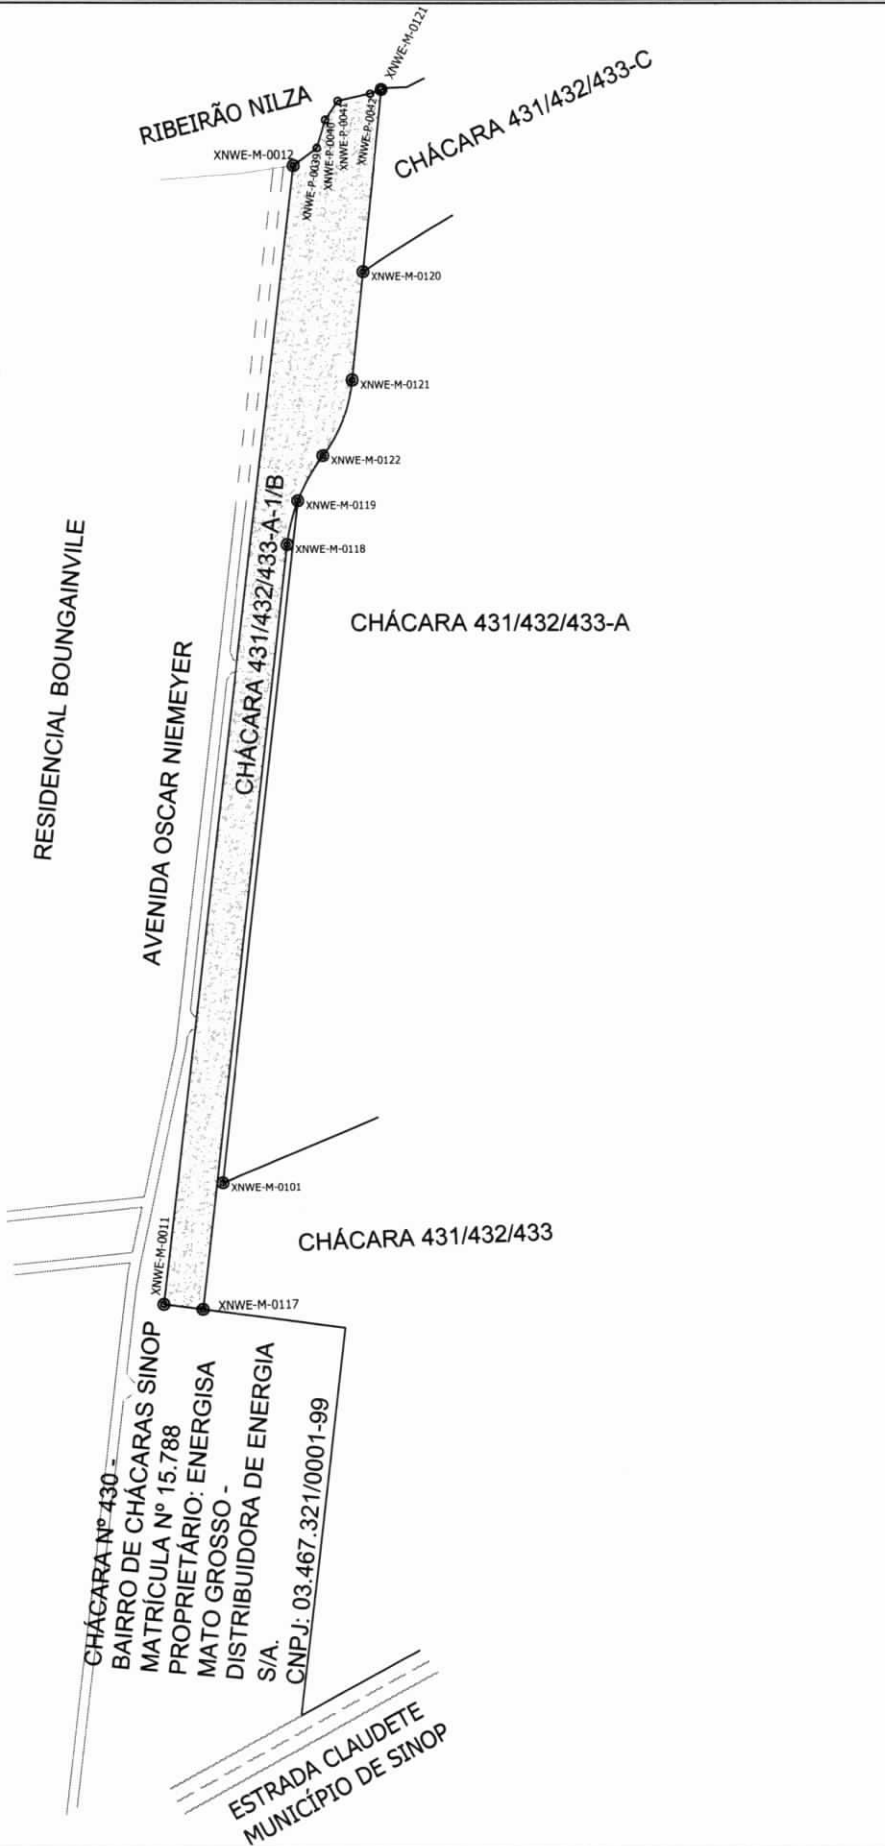 XNWE-M-0121
RIBEIRÃO NILZA
CHÁCARA 431/432/433-C
XNWE-M-0012
XNWE-P-0039
XNWE-P-0040
XNWE-P-0041
XNWE-P-0042
XNWE-M-0120
XNWE-M-0121
XNWE-M-0122
XNWE-M-0119
XNWE-M-0118
CHÁCARA 431/432/433-A-1/B
CHÁCARA 431/432/433-A
RESIDENCIAL BOUNGAINVILE
AVENIDA OSCAR NIEMEYER
XNWE-M-0101
CHÁCARA 431/432/433
XNWE-M-0011
XNWE-M-0117
CHÁCARA Nº 430 -
BAIRRO DE CHÁCARAS SINOP
MATRÍCULA Nº 15.788
PROPRIETÁRIO: ENERGISA
MATO GROSSO -
DISTRIBUIDORA DE ENERGIA
S/A.
CNPJ: 03.467.321/0001-99
ESTRADA CLAUDETE
MUNICÍPIO DE SINOP